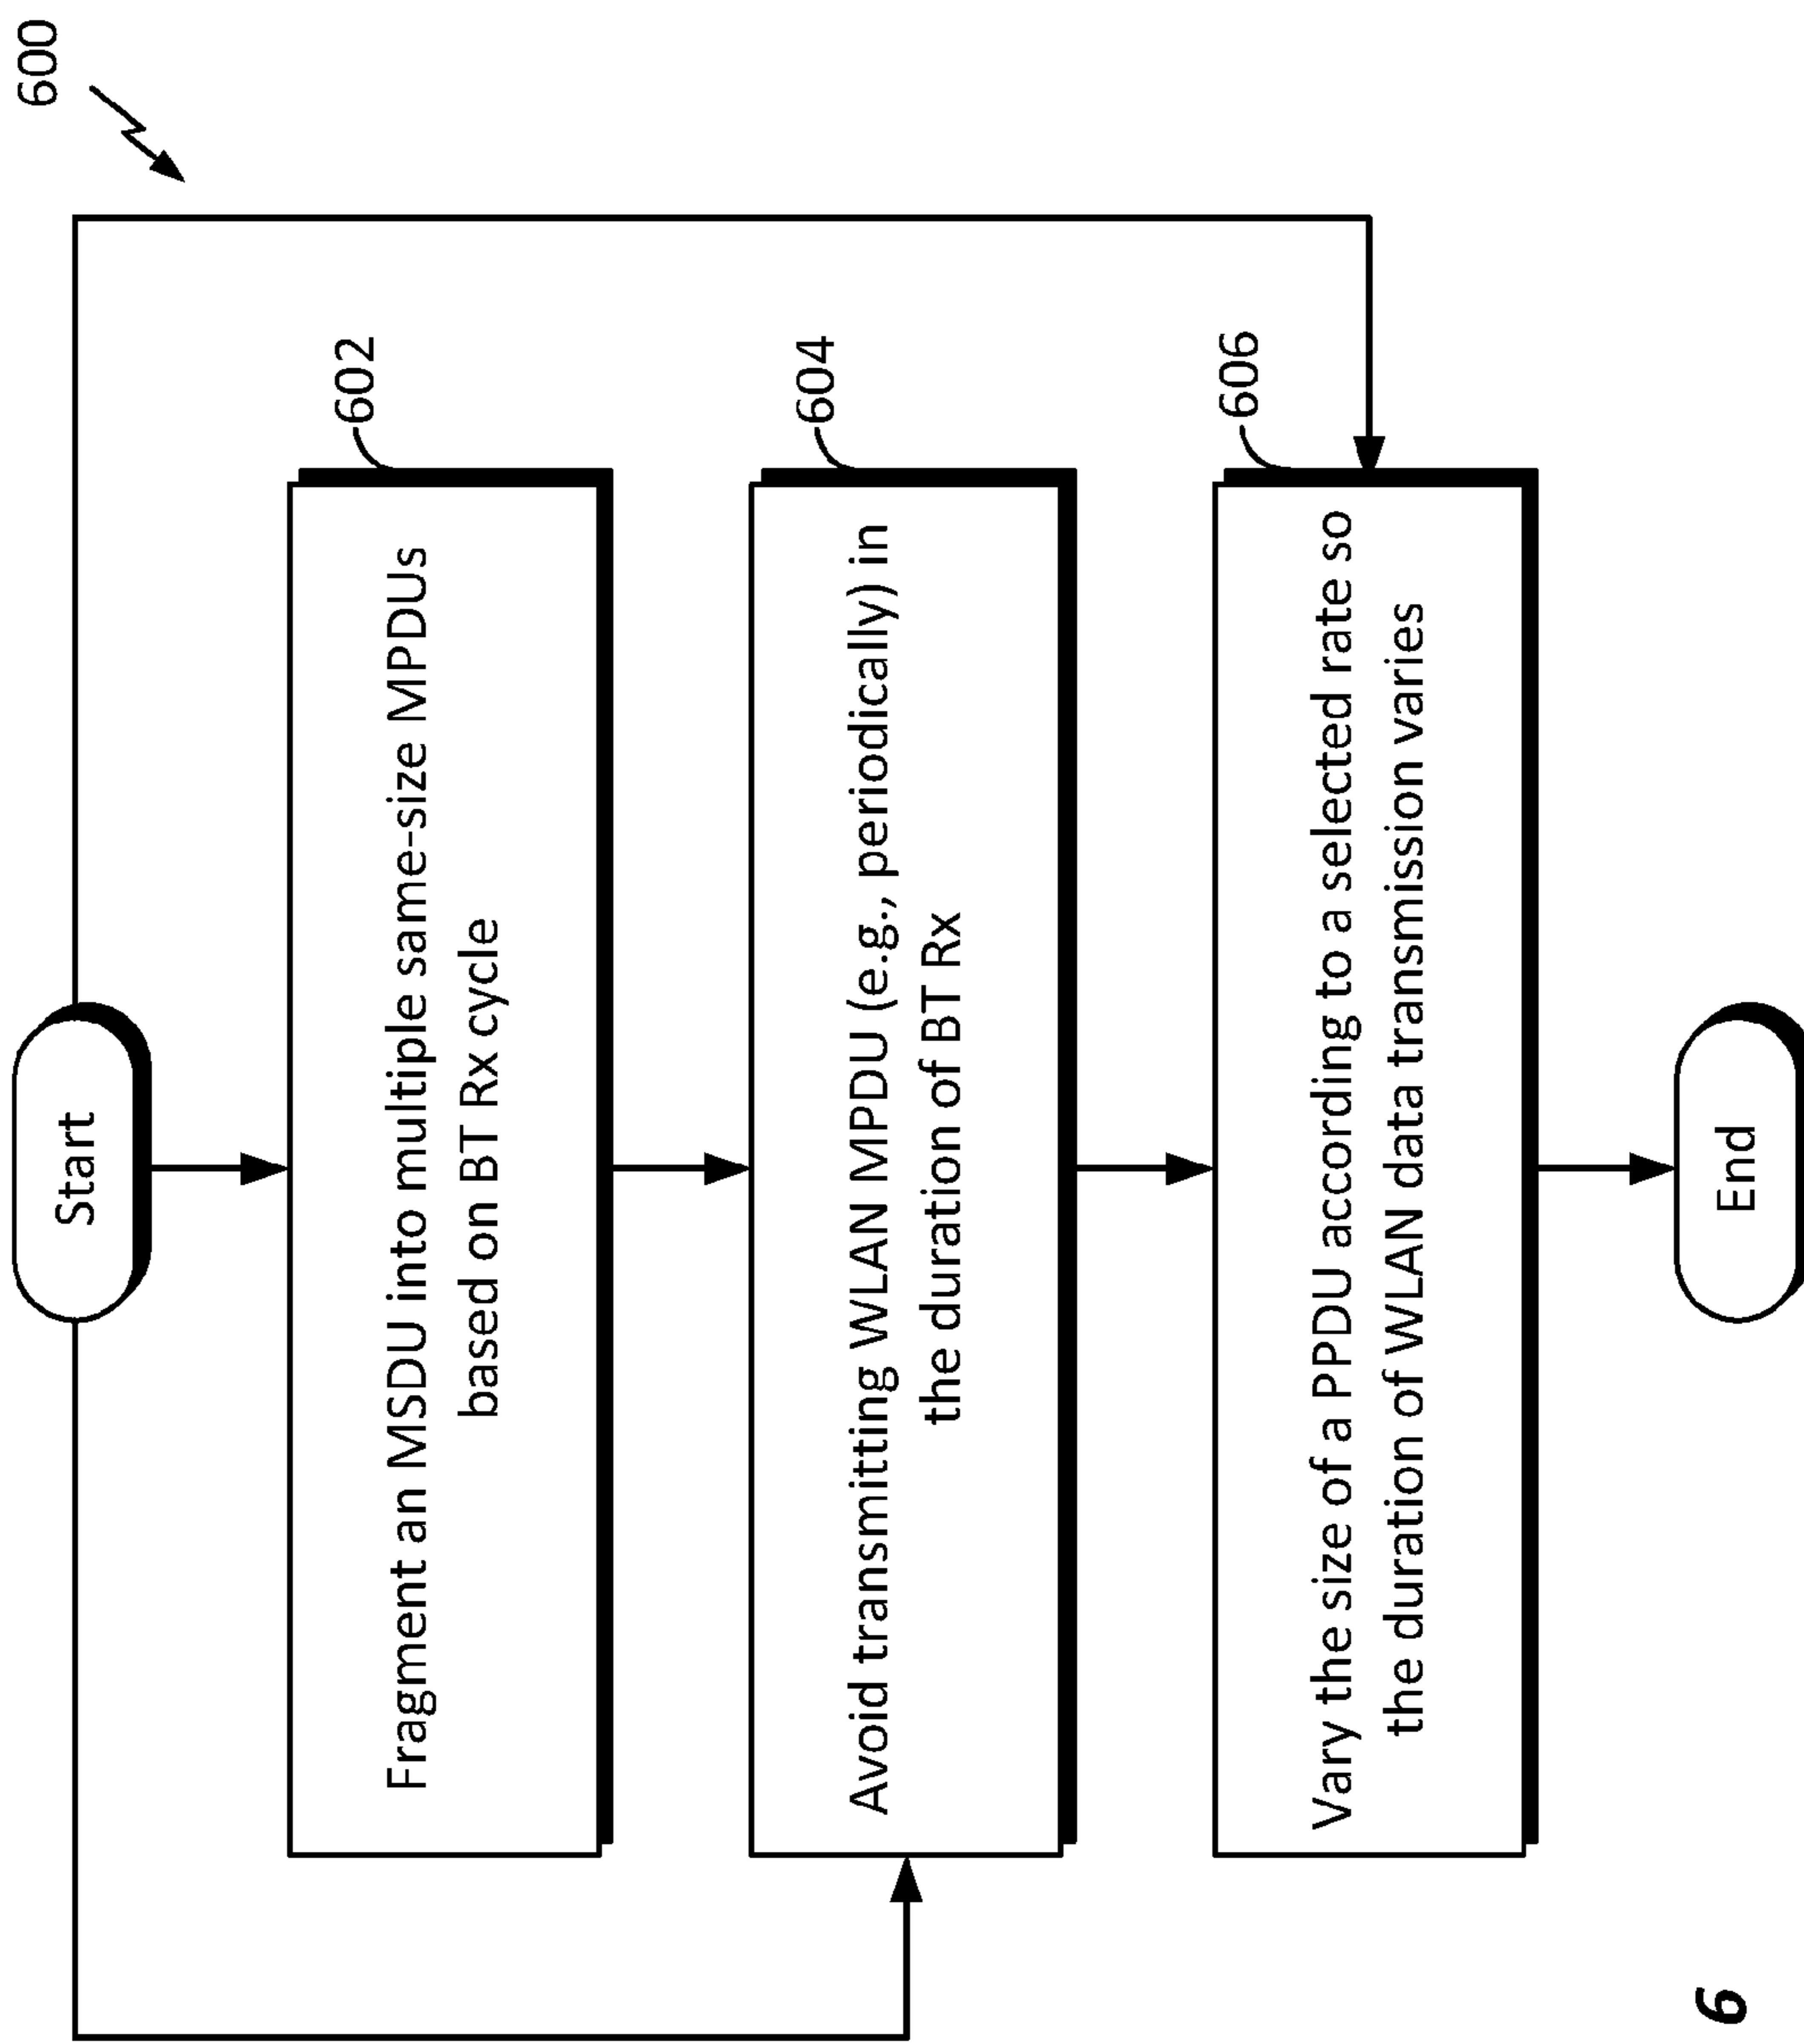 600
Start
602
Fragment an MSDU into multiple same-size MPDUs
based on BT Rx cycle
604
Avoid transmitting WLAN MPDU (e.g., periodically) in
the duration of BT Rx
606
Vary the size of a PPDU according to a selected rate so
the duration of WLAN data transmission varies
End
6